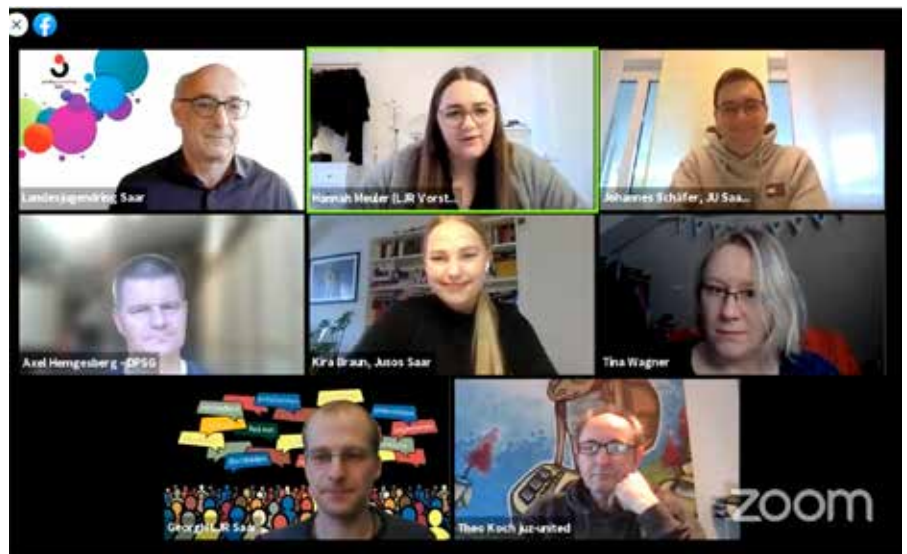 Landesjugendring Saar
Hannah Meuler (LJR Vorst...
Johannes Schäfer, JU Saa...
Axel Hemgesberg - DPSG
Kira Braun, Jusos Saar
Tina Wagner
Georg LJR Saar
Theo Koch juz-united
zoom